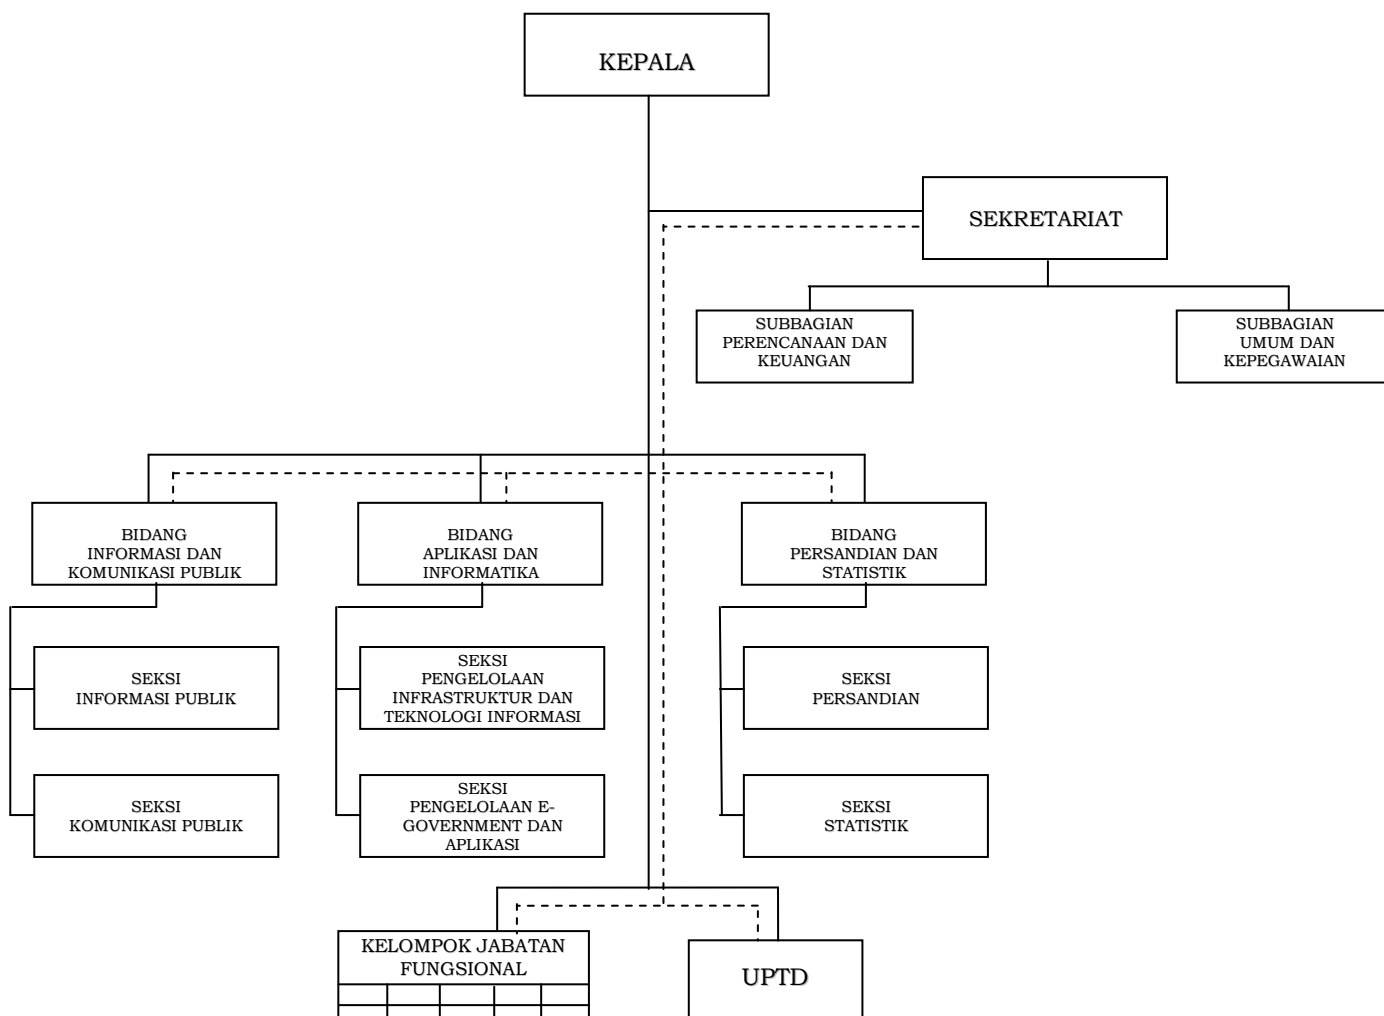 KEPALA
SEKRETARIAT
SUBBAGIAN
PERENCANAAN DAN
KEUANGAN
SUBBAGIAN
UMUM DAN
KEPEGAWAIAN
BIDANG
INFORMASI DAN
KOMUNIKASI PUBLIK
BIDANG
APLIKASI DAN
INFORMATIKA
BIDANG
PERSANDIAN DAN
STATISTIK
SEKSI
INFORMASI PUBLIK
SEKSI
PENGELOLAAN
INFRASTRUKTUR DAN
TEKNOLOGI INFORMASI
SEKSI
PERSANDIAN
SEKSI
KOMUNIKASI PUBLIK
SEKSI
PENGELOLAAN E-
GOVERNMENT DAN
APLIKASI
SEKSI
STATISTIK
KELOMPOK JABATAN
FUNGSIONAL
UPTD